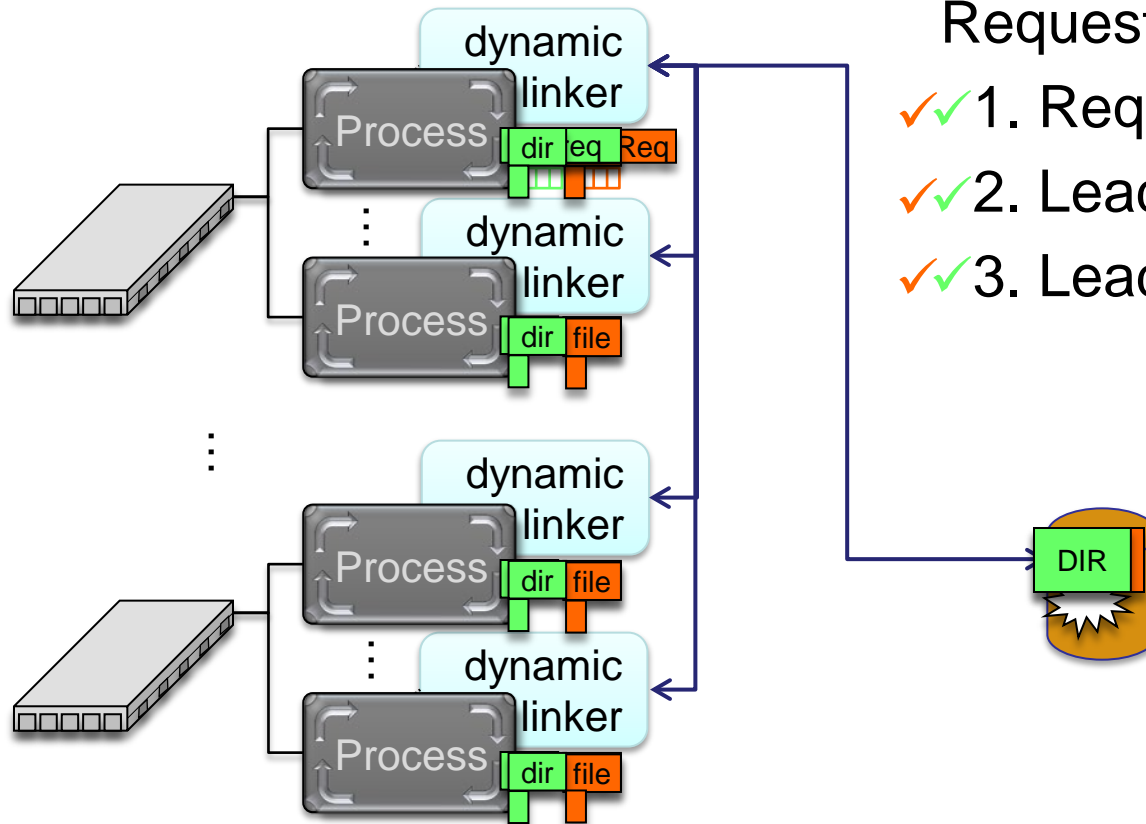 dynamic
linker
Process
dir
req
Req
⋮
dynamic
linker
Process
dir
file
⋮
dynamic
linker
Process
dir
file
⋮
dynamic
linker
Process
dir
file
Request
✓✓1. Req
✓✓2. Lead
✓✓3. Lead
DIR